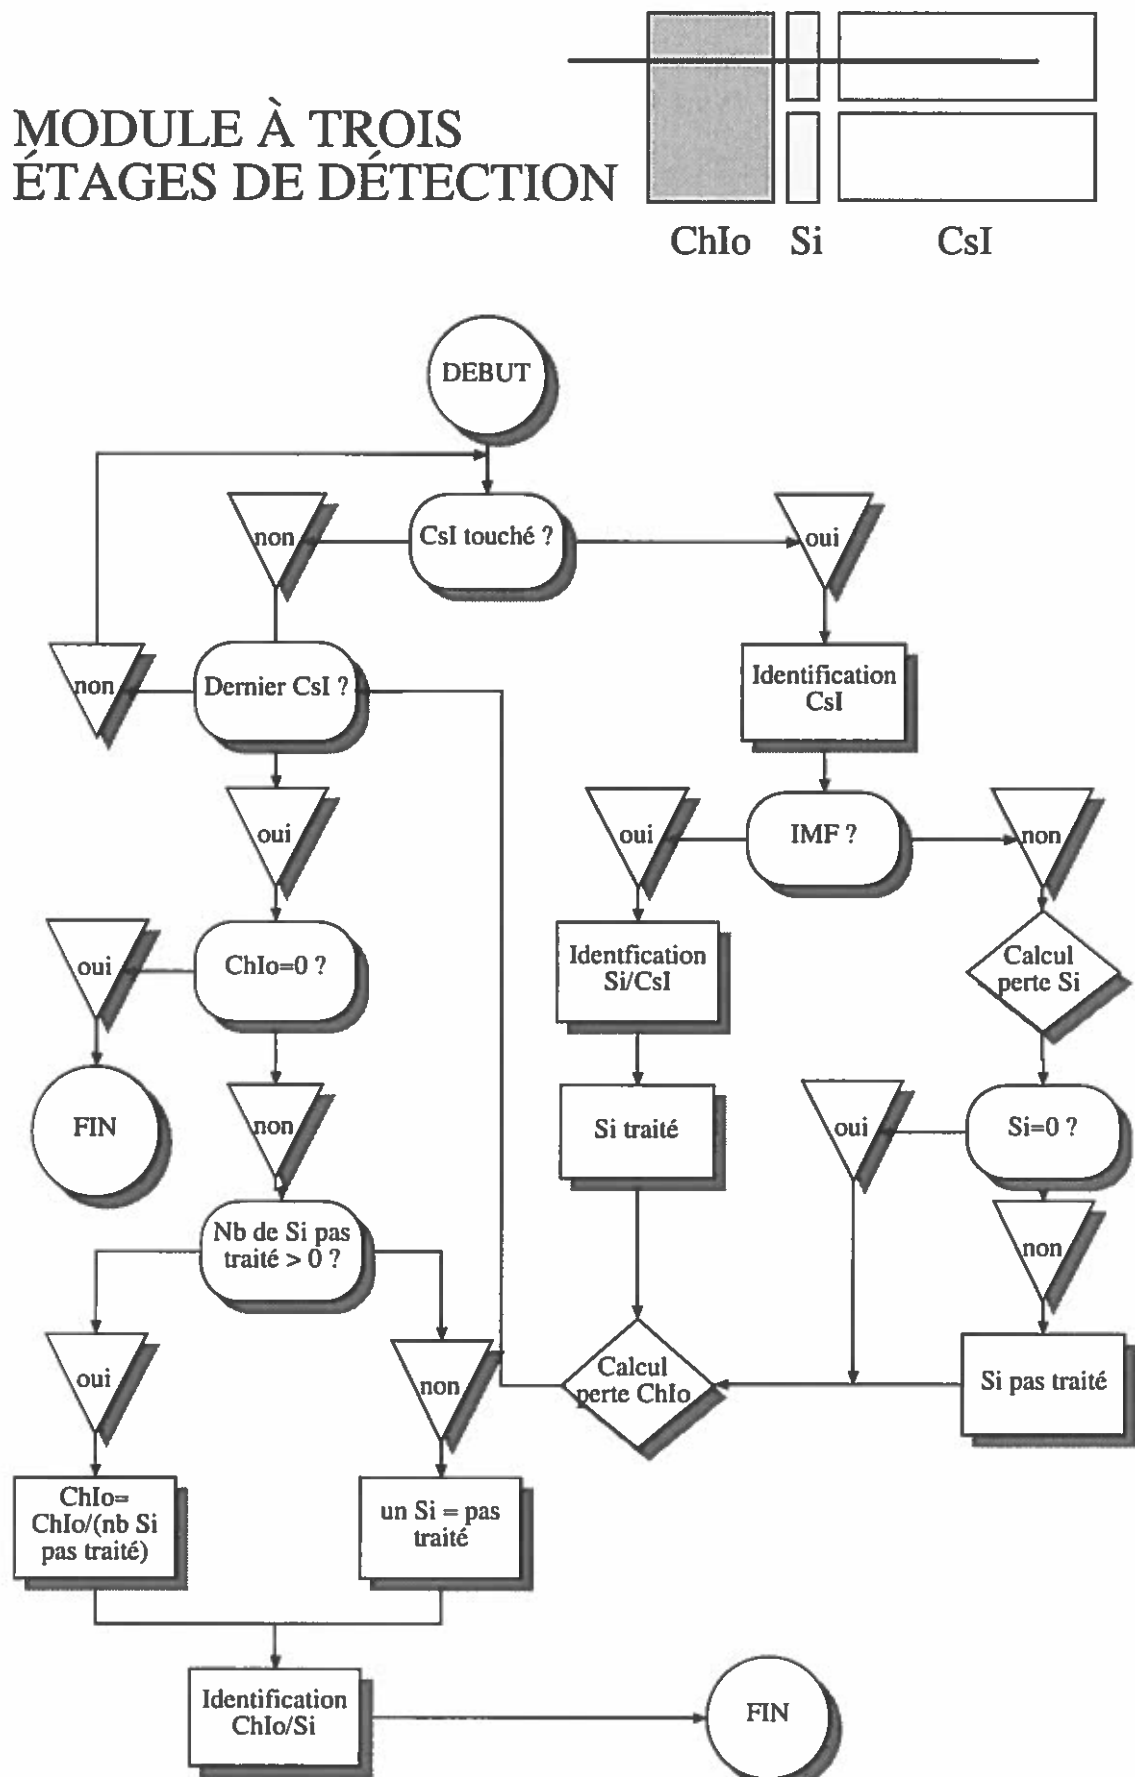 MODULE À TROIS
ÉTAGES DE DÉTECTION
ChIo Si CsI
DEBUT
non
CsI touché ?
oui
non
Dernier CsI ?
Identification
CsI
oui
oui
IMF ?
non
oui
ChIo=0 ?
Identfication
Si/CsI
Calcul
perte Si
FIN
non
Si traité
oui
Si=0 ?
Nb de Si pas
traité > 0 ?
non
oui
non
Calcul
perte ChIo
Si pas traité
ChIo=
ChIo/(nb Si
pas traité)
un Si = pas
traité
Identification
ChIo/Si
FIN